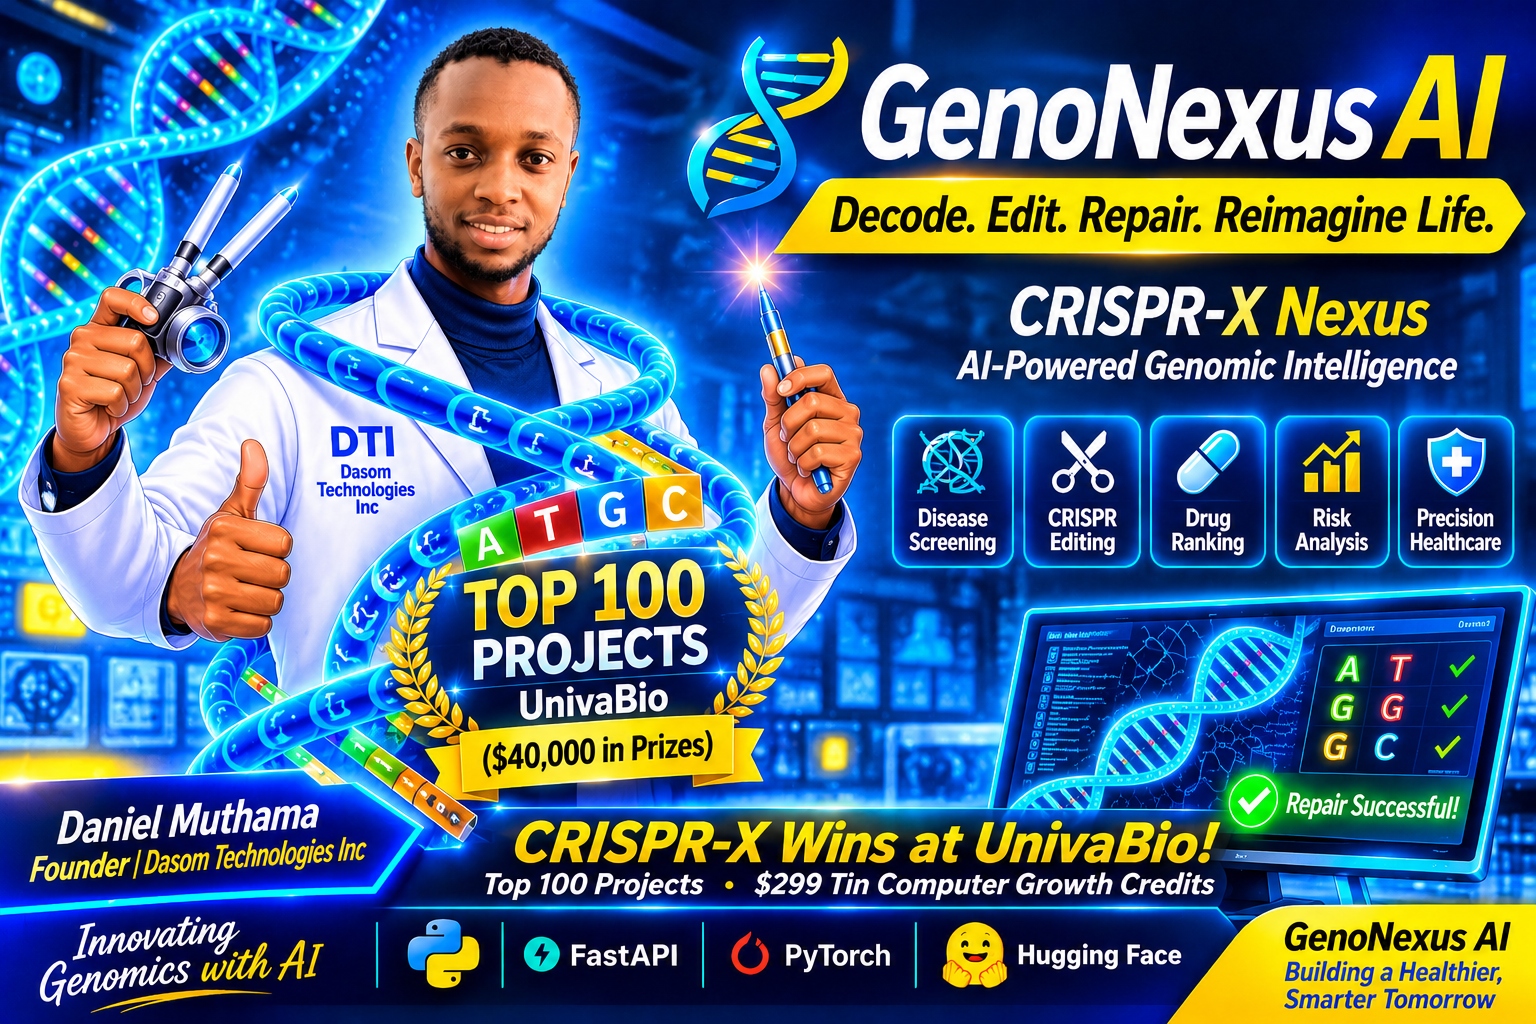 GenoNexus AI
Decode. Edit. Repair. Reimagine Life.
CRISPR-X Nexus
AI-Powered Genomic Intelligence
Disease
Screening
CRISPR
Editing
Drug
Ranking
Risk
Analysis
Precision
Healthcare
DTI
Dasom
Technologies
Inc
A T G C
TOP 100
PROJECTS
UnivaBio
($40,000 in Prizes)
A T
G G
G C
Repair Successful!
Daniel Muthama
Founder | Dasom Technologies Inc
CRISPR-X Wins at UnivaBio!
Top 100 Projects • $299 Tin Computer Growth Credits
Innovating
Genomics with AI
FastAPI
PyTorch
Hugging Face
GenoNexus AI
Building a Healthier,
Smarter Tomorrow